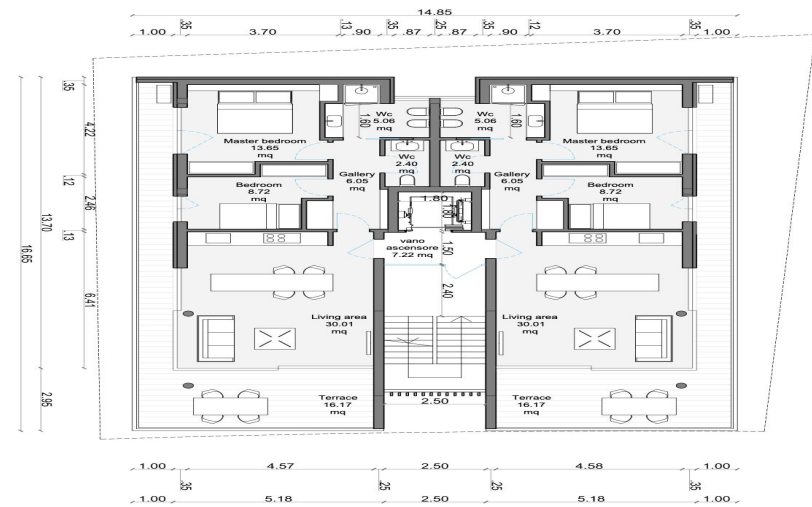 14.85
1.00 .35 3.70 .13 .90 .35 .87 .25 .87 .35 .90 .12 3.70 .35 1.00
.35
4.22
.12
2.46
.13
6.41
13.70
2.95
16.65
Master bedroom
13.65
mq
Wc
5.06
mq
1.60
Wc
5.06
mq
1.60
Master bedroom
13.65
mq
Wc
2.40
mq
Wc
2.40
mq
Gallery
6.05
mq
Gallery
6.05
mq
Bedroom
8.72
mq
Bedroom
8.72
mq
1.80
vano
ascensore
7.22 mq
1.50
2.40
Living area
30.01
mq
Living area
30.01
mq
Terrace
16.17
mq
2.50
Terrace
16.17
mq
1.00 .35 4.57 .25 2.50 .25 4.58 .35 1.00
1.00 5.18 2.50 5.18 1.00